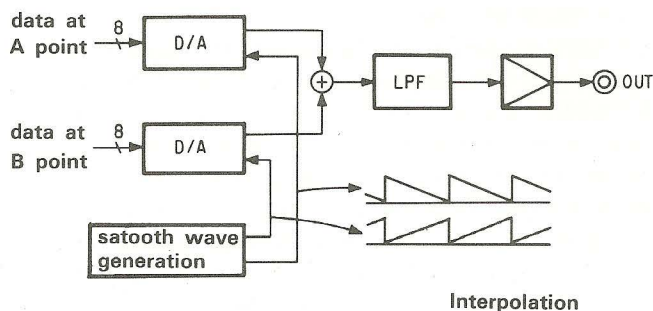 data at
A point
8
D/A
+
LPF
OUT
data at
B point
8
D/A
satooth wave
generation
Interpolation